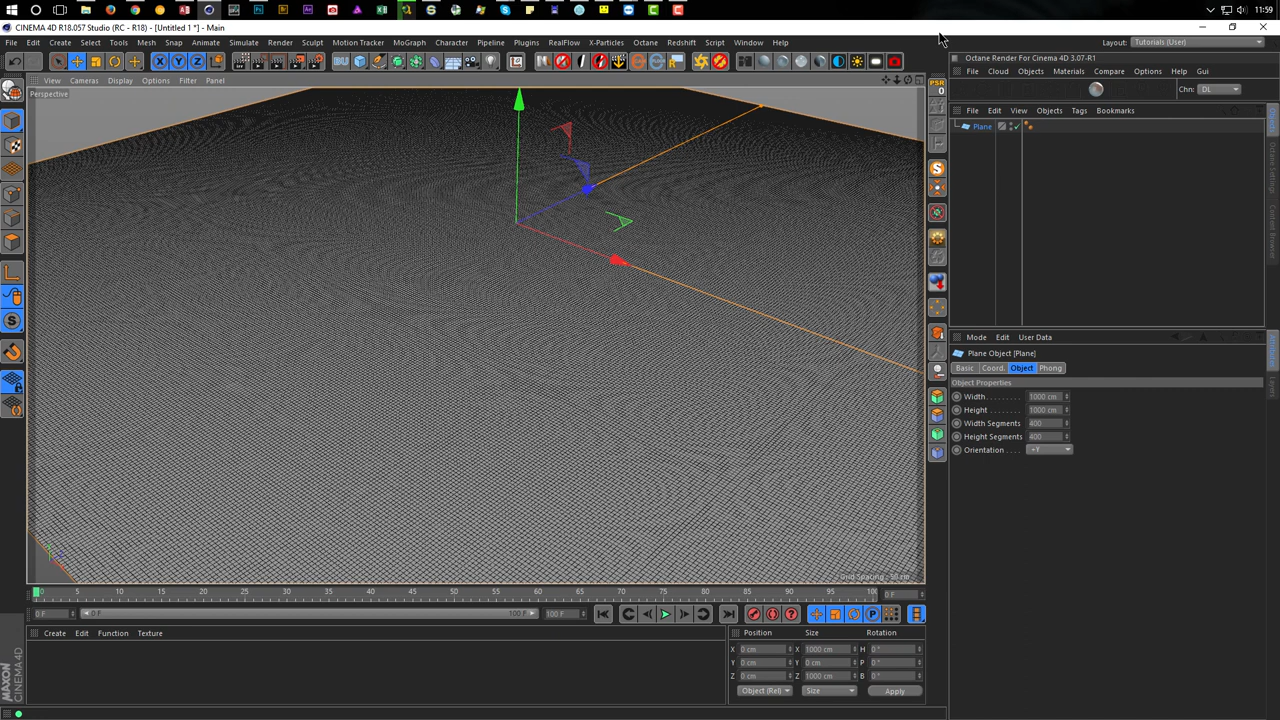 11:59
CINEMA 4D R18.057 Studio (RC - R18) - [Untitled 1 *] - Main
File Edit Create Select Tools Mesh Snap Animate Simulate Render Sculpt Motion Tracker MoGraph Character Pipeline Plugins RealFlow X-Particles Octane Redshift Script Window Help
Layout: Tutorials (User)
Octane Render For Cinema 4D 3.07-R1
File Cloud Objects Materials Compare Options Help Gui
Chn: DL
View Cameras Display Options Filter Panel
PSR
0
Perspective
File Edit View Objects Tags Bookmarks
Plane
Mode Edit User Data
Plane Object [Plane]
Basic Coord. Object Phong
Object Properties
Width 1000 cm
Height 1000 cm
Width Segments 400
Height Segments 400
Orientation +Y
Grid Spacing : 50 cm
0 5 10 15 20 25 30 35 40 45 50 55 60 65 70 75 80 85 90 95 100
0 F
0 F 0 F 100 F 100 F
Create Edit Function Texture
Position Size Rotation
X 0 cm X 1000 cm H 0 °
Y 0 cm Y 0 cm P 0 °
Z 0 cm Z 1000 cm B 0 °
Object (Rel) Size Apply
MAXON
CINEMA 4D